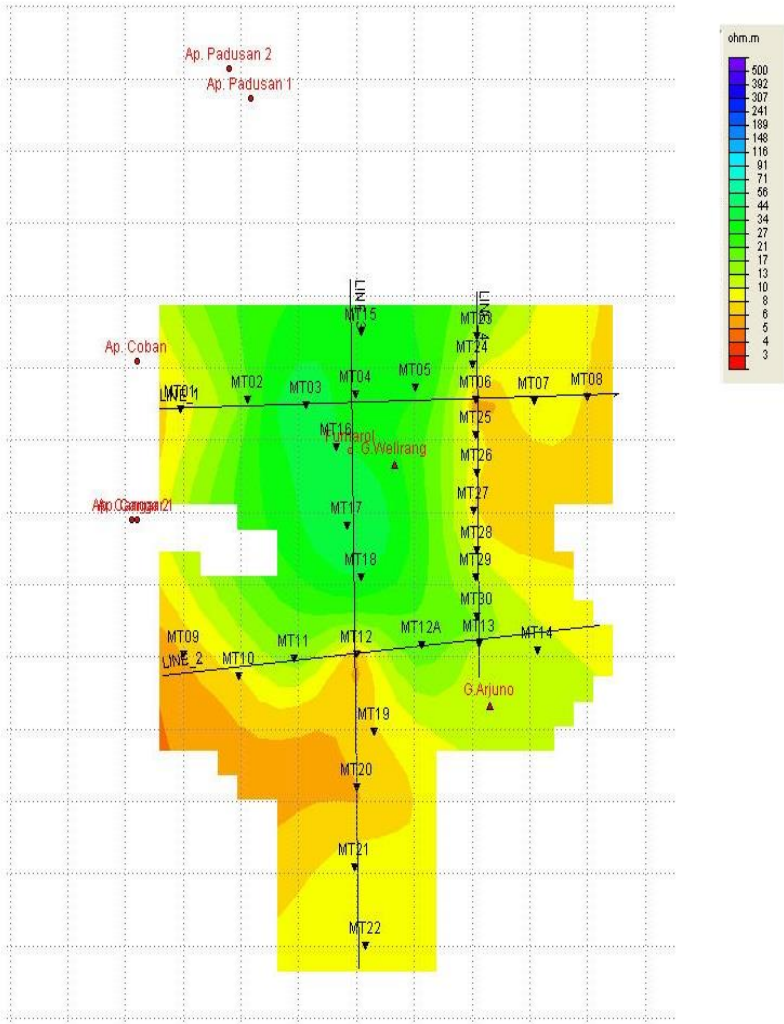 ohm.m
500
392
307
241
189
148
116
91
71
56
44
34
27
21
17
13
10
8
6
5
4
3
Ap. Padusan 2
Ap. Padusan 1
MT15
MT23
Ap. Coban
MT24
MT05
MT04
MT06
MT07
MT08
MT02
MT03
MT01
LINE_1
MT25
MT16
Fumarol
G.Welirang
MT26
MT27
MT17
MT28
MT18
MT29
MT30
MT12A
MT13
MT14
MT09
MT11
MT12
LINE_2
MT10
G.Arjuno
MT19
MT20
MT21
MT22